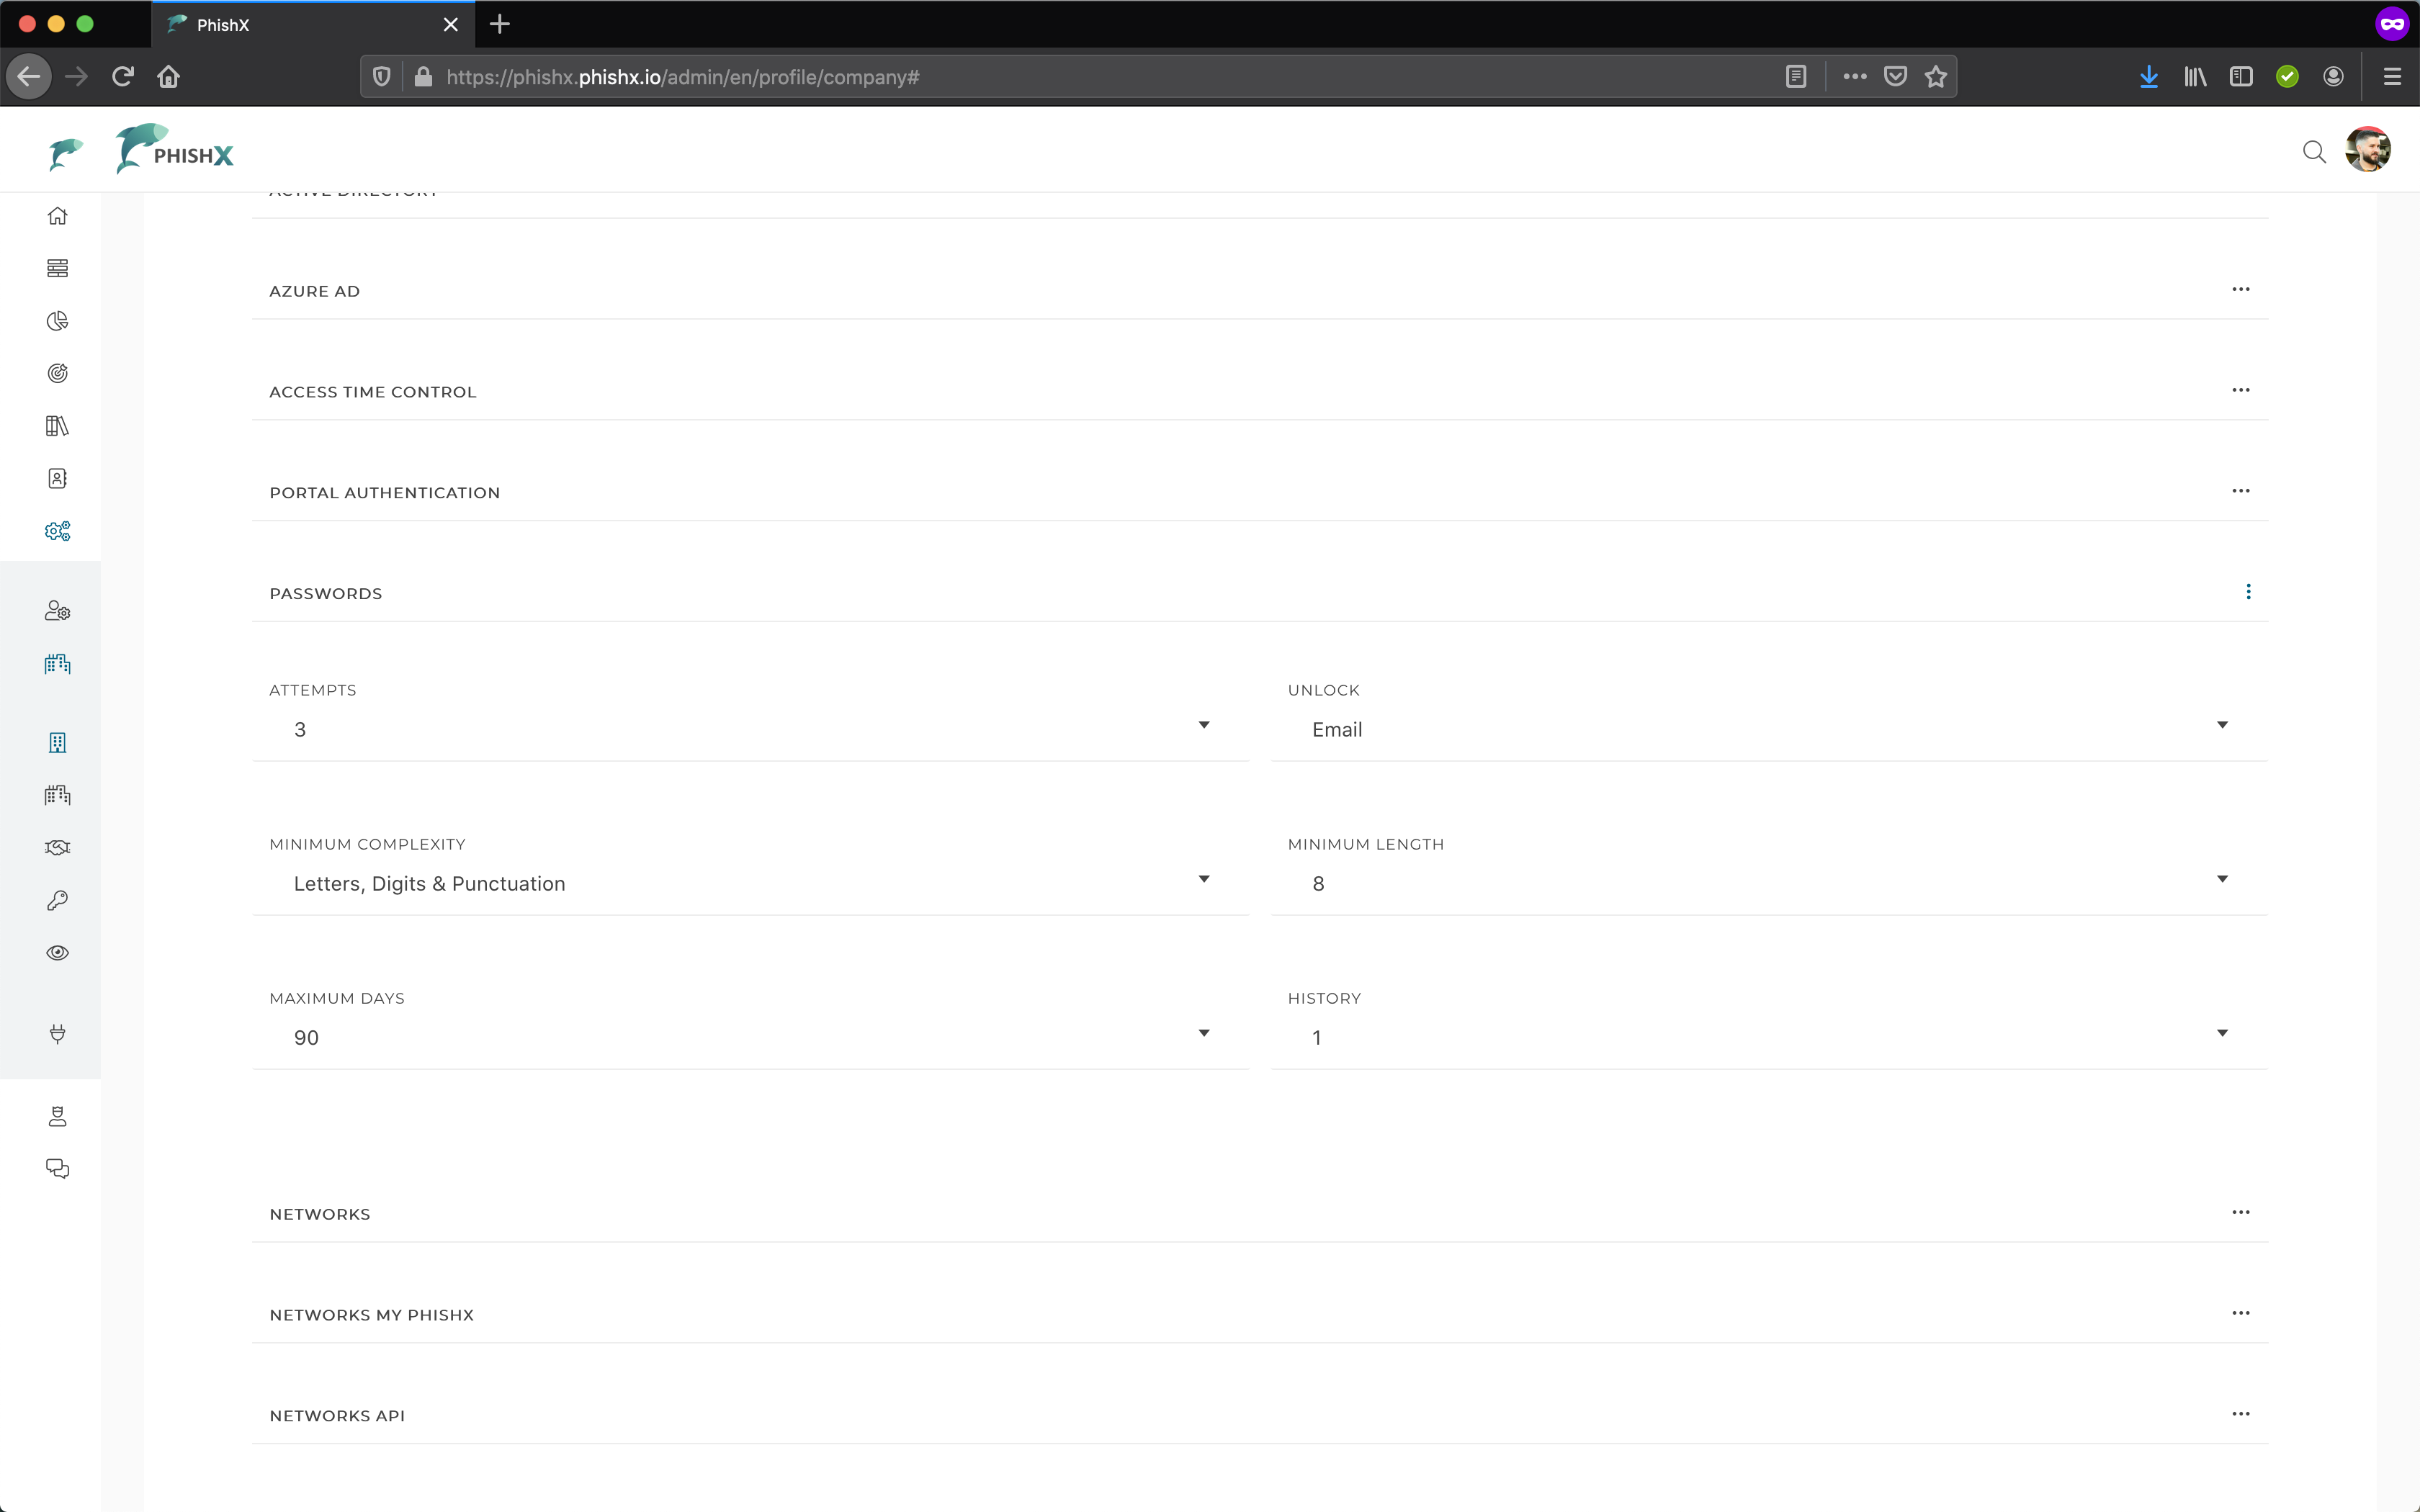 PhishX
https://phishx.phishx.io/admin/en/profile/company#
PHISHX
ACTIVE DIRECTORY
AZURE AD
ACCESS TIME CONTROL
PORTAL AUTHENTICATION
PASSWORDS
ATTEMPTS
3
UNLOCK
Email
MINIMUM COMPLEXITY
Letters, Digits & Punctuation
MINIMUM LENGTH
8
MAXIMUM DAYS
90
HISTORY
1
NETWORKS
NETWORKS MY PHISHX
NETWORKS API